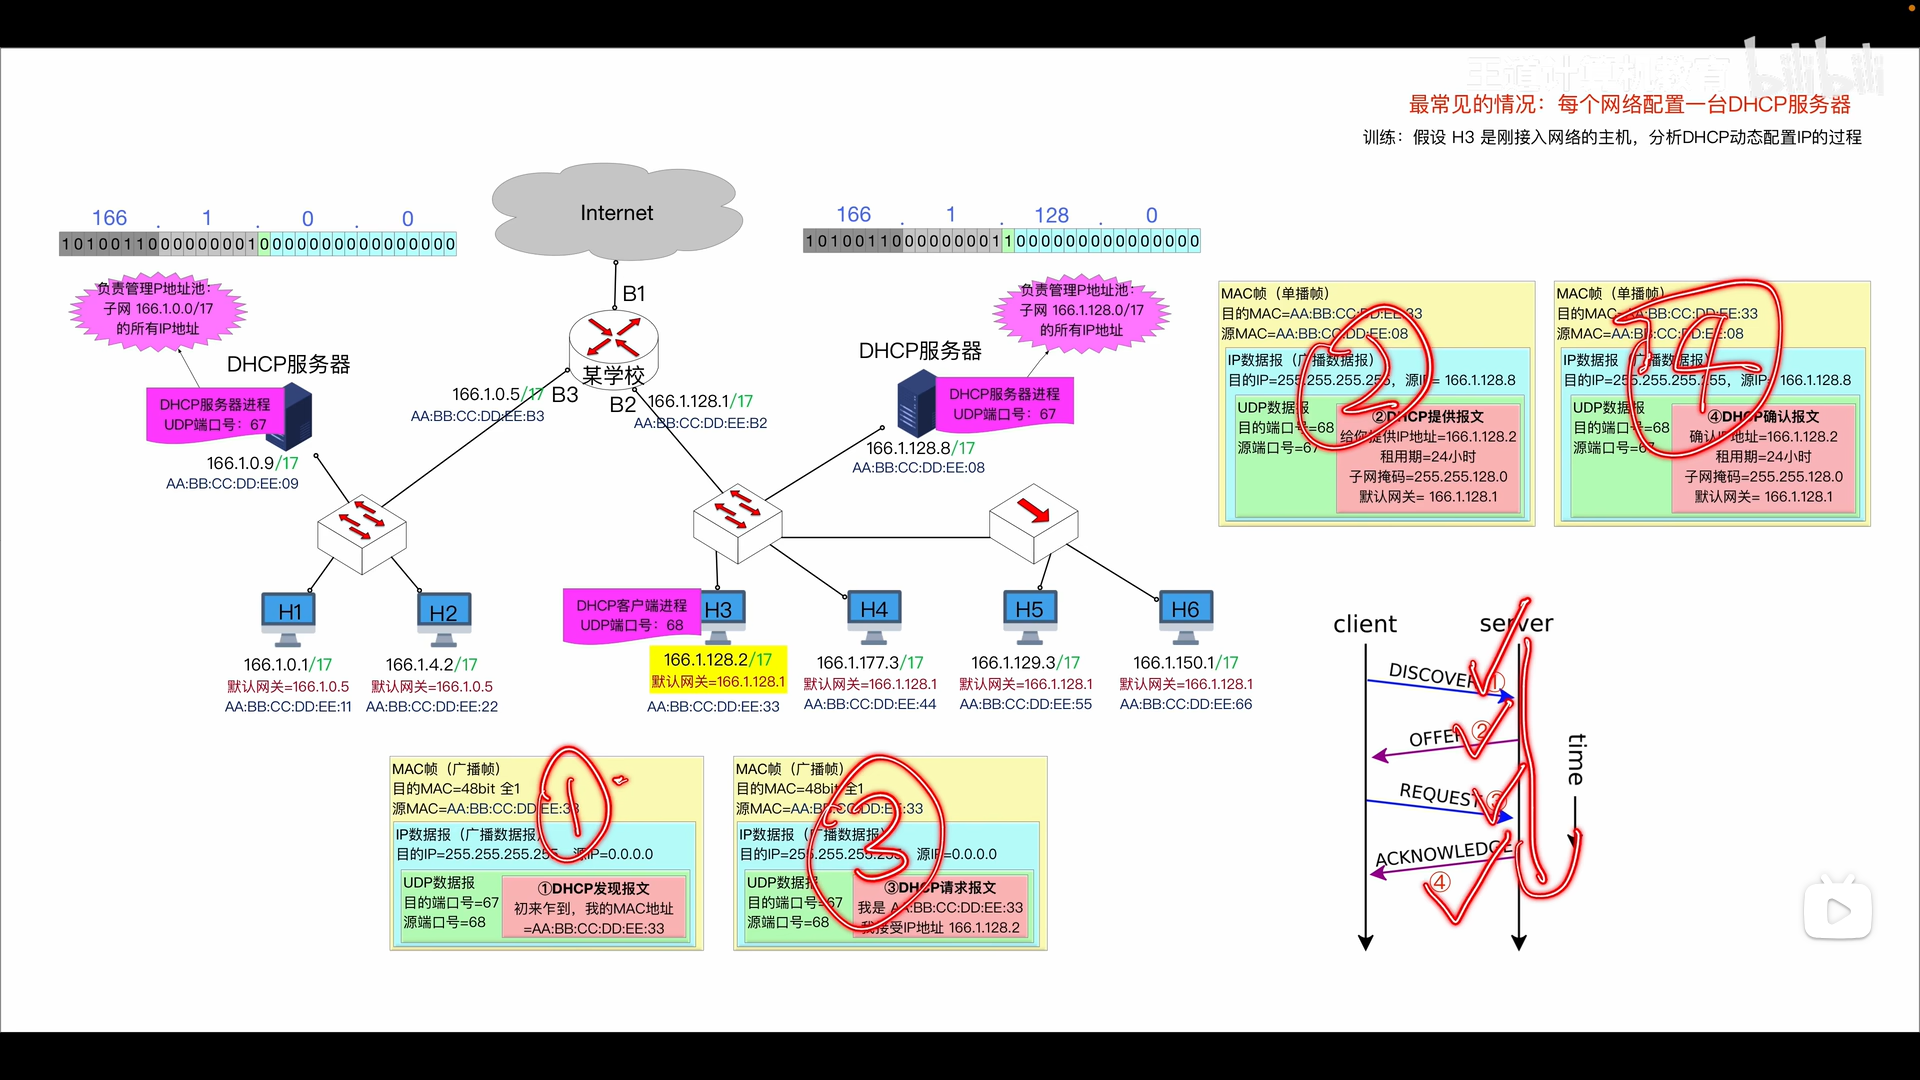 王道计算机教育 bilibili
最常见的情况：每个网络配置一台DHCP服务器
训练：假设 H3 是刚接入网络的主机，分析DHCP动态配置IP的过程
Internet
166 . 1 . 0 . 0
10100110000000010000000000000000
166 . 1 . 128 . 0
10100110000000011000000000000000
负责管理IP地址池：
子网 166.1.0.0/17
的所有IP地址
DHCP服务器
DHCP服务器进程
UDP端口号：67
166.1.0.9/17
AA:BB:CC:DD:EE:09
B1
某学校
B3
B2
166.1.0.5/17
AA:BB:CC:DD:EE:B3
166.1.128.1/17
AA:BB:CC:DD:EE:B2
负责管理IP地址池：
子网 166.1.128.0/17
的所有IP地址
DHCP服务器
DHCP服务器进程
UDP端口号：67
166.1.128.8/17
AA:BB:CC:DD:EE:08
H1
166.1.0.1/17
默认网关=166.1.0.5
AA:BB:CC:DD:EE:11
H2
166.1.4.2/17
默认网关=166.1.0.5
AA:BB:CC:DD:EE:22
DHCP客户端进程
UDP端口号：68
H3
166.1.128.2/17
默认网关=166.1.128.1
AA:BB:CC:DD:EE:33
H4
166.1.177.3/17
默认网关=166.1.128.1
AA:BB:CC:DD:EE:44
H5
166.1.129.3/17
默认网关=166.1.128.1
AA:BB:CC:DD:EE:55
H6
166.1.150.1/17
默认网关=166.1.128.1
AA:BB:CC:DD:EE:66
MAC帧（单播帧）
目的MAC=AA:BB:CC:DD:EE:33
源MAC=AA:BB:CC:DD:EE:08
IP数据报（广播数据报）
目的IP=255.255.255.255，源IP= 166.1.128.8
UDP数据报
目的端口号=68
源端口号=67
②DHCP提供报文
给你提供IP地址=166.1.128.2
租用期=24小时
子网掩码=255.255.128.0
默认网关= 166.1.128.1
2
MAC帧（单播帧）
目的MAC=AA:BB:CC:DD:EE:33
源MAC=AA:BB:CC:DD:EE:08
IP数据报（广播数据报）
目的IP=255.255.255.255，源IP= 166.1.128.8
UDP数据报
目的端口号=68
源端口号=67
④DHCP确认报文
确认IP地址=166.1.128.2
租用期=24小时
子网掩码=255.255.128.0
默认网关= 166.1.128.1
4
MAC帧（广播帧）
目的MAC=48bit 全1
源MAC=AA:BB:CC:DD:EE:33
IP数据报（广播数据报）
目的IP=255.255.255.255，源IP=0.0.0.0
UDP数据报
目的端口号=67
源端口号=68
①DHCP发现报文
初来乍到，我的MAC地址
=AA:BB:CC:DD:EE:33
1
MAC帧（广播帧）
目的MAC=48bit 全1
源MAC=AA:BB:CC:DD:EE:33
IP数据报（广播数据报）
目的IP=255.255.255.255，源IP=0.0.0.0
UDP数据报
目的端口号=67
源端口号=68
③DHCP请求报文
我是 AA:BB:CC:DD:EE:33
我接受IP地址 166.1.128.2
3
client
server
DISCOVER ①
OFFER ②
REQUEST ③
ACKNOWLEDGE
④
time